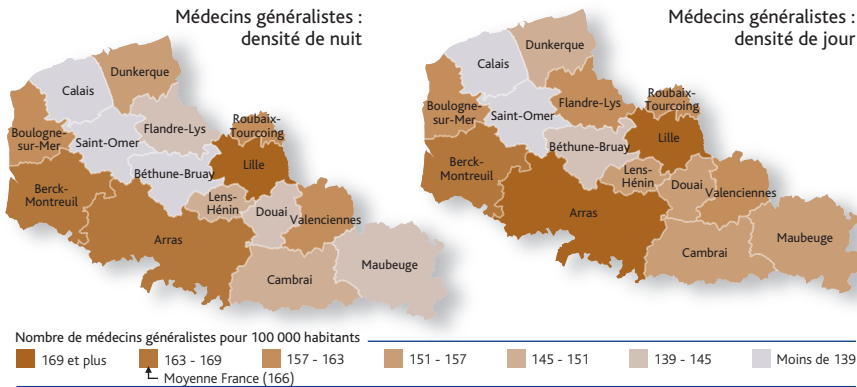 Médecins généralistes :
densité de nuit
Calais
Dunkerque
Boulogne-
sur-Mer
Saint-Omer
Flandre-Lys
Roubaix-
Tourcoing
Lille
Berck-
Montreuil
Béthune-Bruay
Lens-
Hénin
Douai
Valenciennes
Arras
Cambrai
Maubeuge
Médecins généralistes :
densité de jour
Calais
Dunkerque
Boulogne-
sur-Mer
Saint-Omer
Flandre-Lys
Roubaix-
Tourcoing
Lille
Berck-
Montreuil
Béthune-Bruay
Lens-
Hénin
Douai
Valenciennes
Arras
Cambrai
Maubeuge
Nombre de médecins généralistes pour 100 000 habitants
169 et plus
163 - 169
157 - 163
151 - 157
145 - 151
139 - 145
Moins de 139
Moyenne France (166)